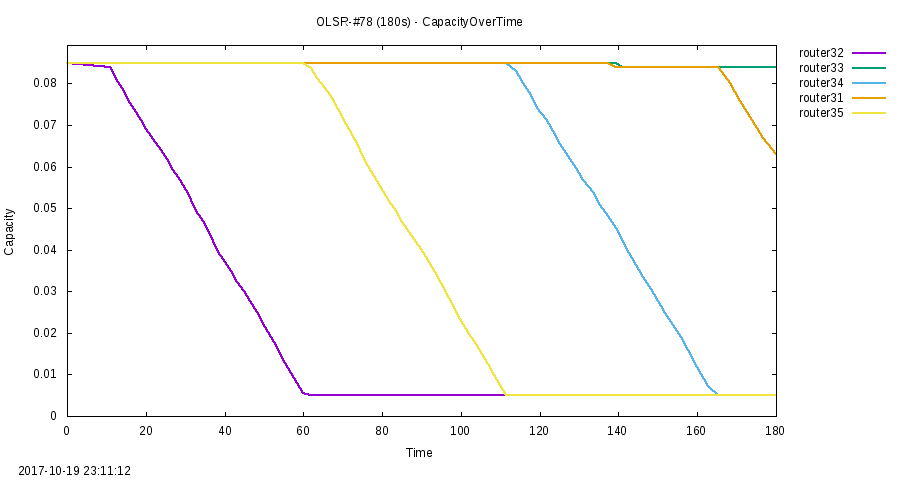 OLSR-#78 (180s) - CapacityOverTime
router32
router33
router34
router31
router35
Capacity
0.08
0.07
0.06
0.05
0.04
0.03
0.02
0.01
0
0 20 40 60 80 100 120 140 160 180
Time
2017-10-19 23:11:12